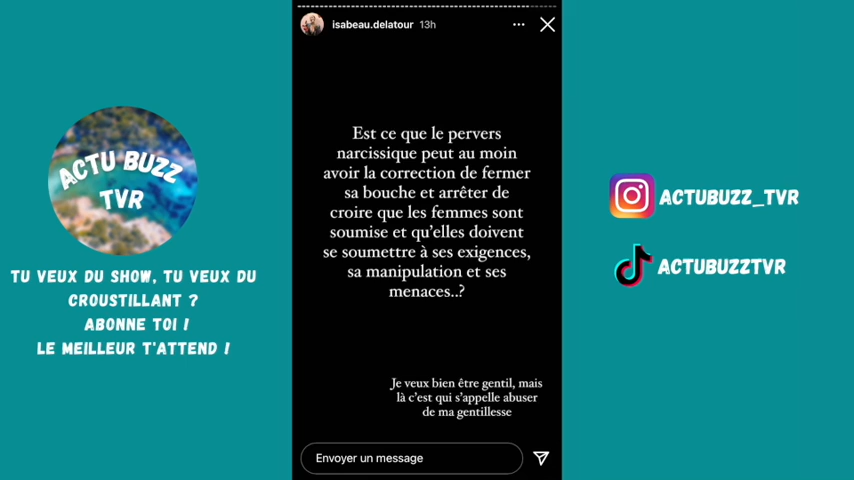 isabeau.delatour 13h
ACTU BUZZ
TVR
TU VEUX DU SHOW, TU VEUX DU
CROUSTILLANT ?
ABONNE TOI !
LE MEILLEUR T'ATTEND !
Est ce que le pervers
narcissique peut au moin
avoir la correction de fermer
sa bouche et arrêter de
croire que les femmes sont
soumise et qu'elles doivent
se soumettre à ses exigences,
sa manipulation et ses
menaces..?
Je veux bien être gentil, mais
là c'est qui s'appelle abuser
de ma gentillesse
Envoyer un message
ACTUBUZZ_TVR
ACTUBUZZTVR